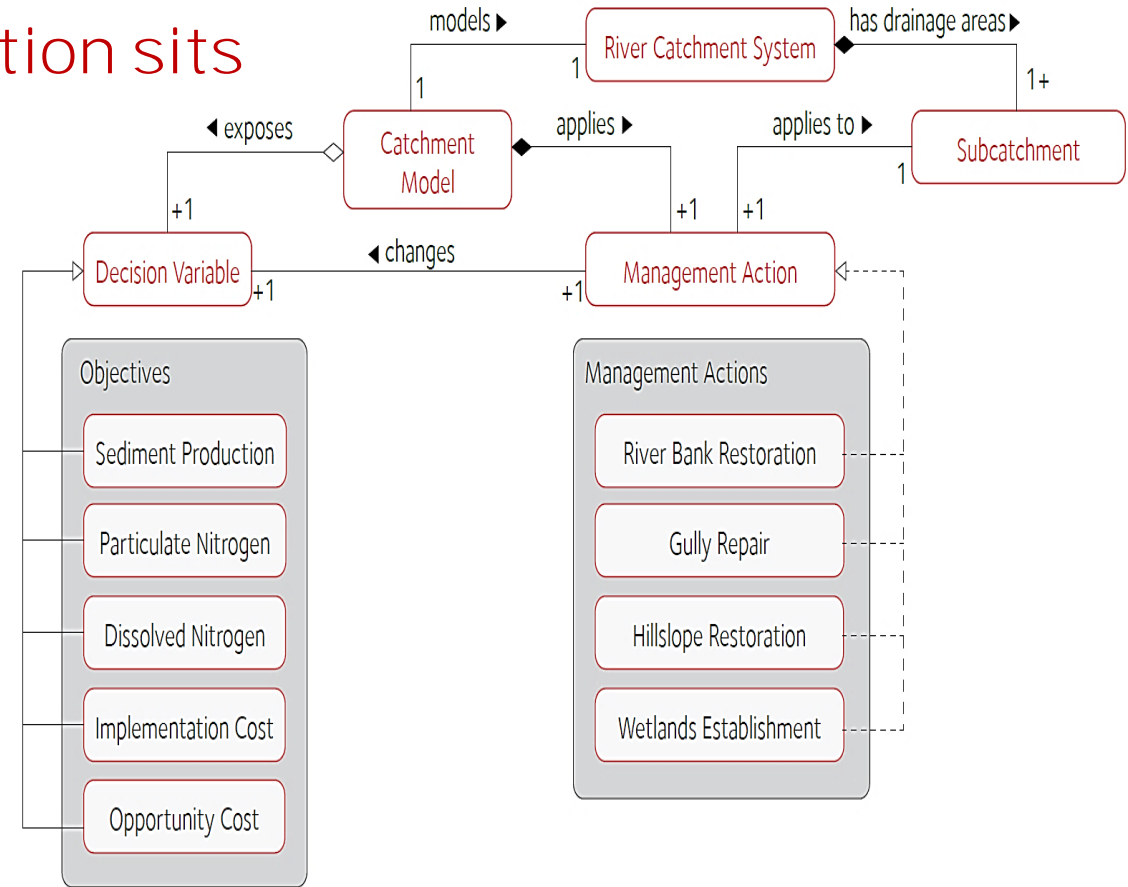 tion sits
models ▶
River Catchment System
has drainage areas ▶
1
1
1+
◀ exposes
Catchment
Model
applies ▶
applies to ▶
Subcatchment
1
+1
+1
+1
Decision Variable
◀ changes
Management Action
+1
+1
Objectives
Sediment Production
Particulate Nitrogen
Dissolved Nitrogen
Implementation Cost
Opportunity Cost
Management Actions
River Bank Restoration
Gully Repair
Hillslope Restoration
Wetlands Establishment